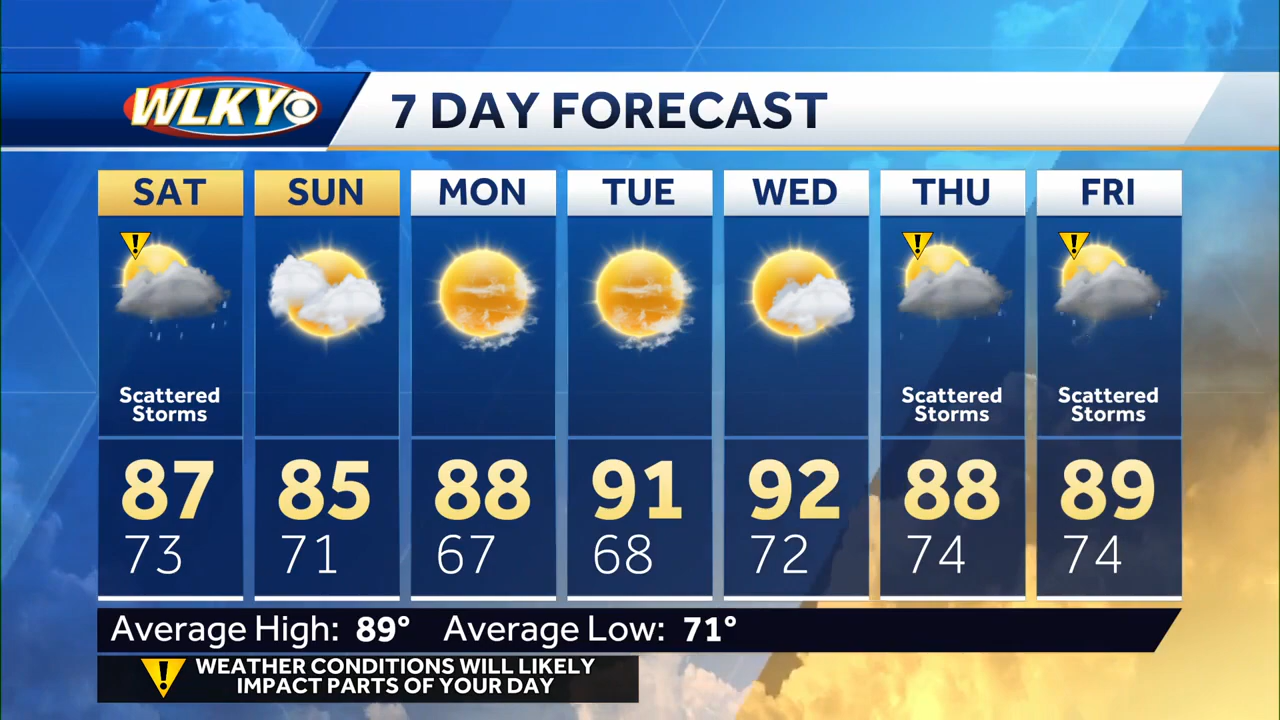 WLKY
7 DAY FORECAST
SAT
SUN
MON
TUE
WED
THU
FRI
!
!
!
Scattered
Storms
Scattered
Storms
Scattered
Storms
87
85
88
91
92
88
89
73
71
67
68
72
74
74
Average High: 89° Average Low: 71°
!
WEATHER CONDITIONS WILL LIKELY
IMPACT PARTS OF YOUR DAY